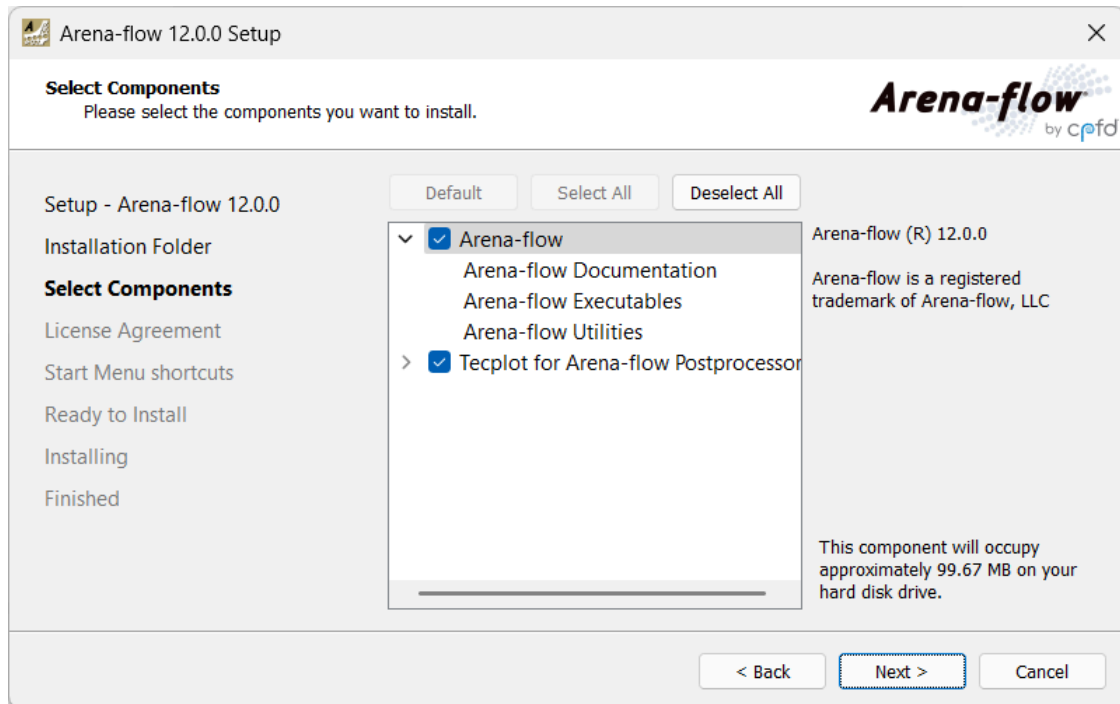 Arena-flow 12.0.0 Setup
Select Components
Please select the components you want to install.
Arena-flow
by cpfd
Setup - Arena-flow 12.0.0
Installation Folder
Select Components
License Agreement
Start Menu shortcuts
Ready to Install
Installing
Finished
Default Select All Deselect All
Arena-flow
Arena-flow Documentation
Arena-flow Executables
Arena-flow Utilities
Tecplot for Arena-flow Postprocessor
Arena-flow (R) 12.0.0
Arena-flow is a registered
trademark of Arena-flow, LLC
This component will occupy
approximately 99.67 MB on your
hard disk drive.
< Back Next > Cancel